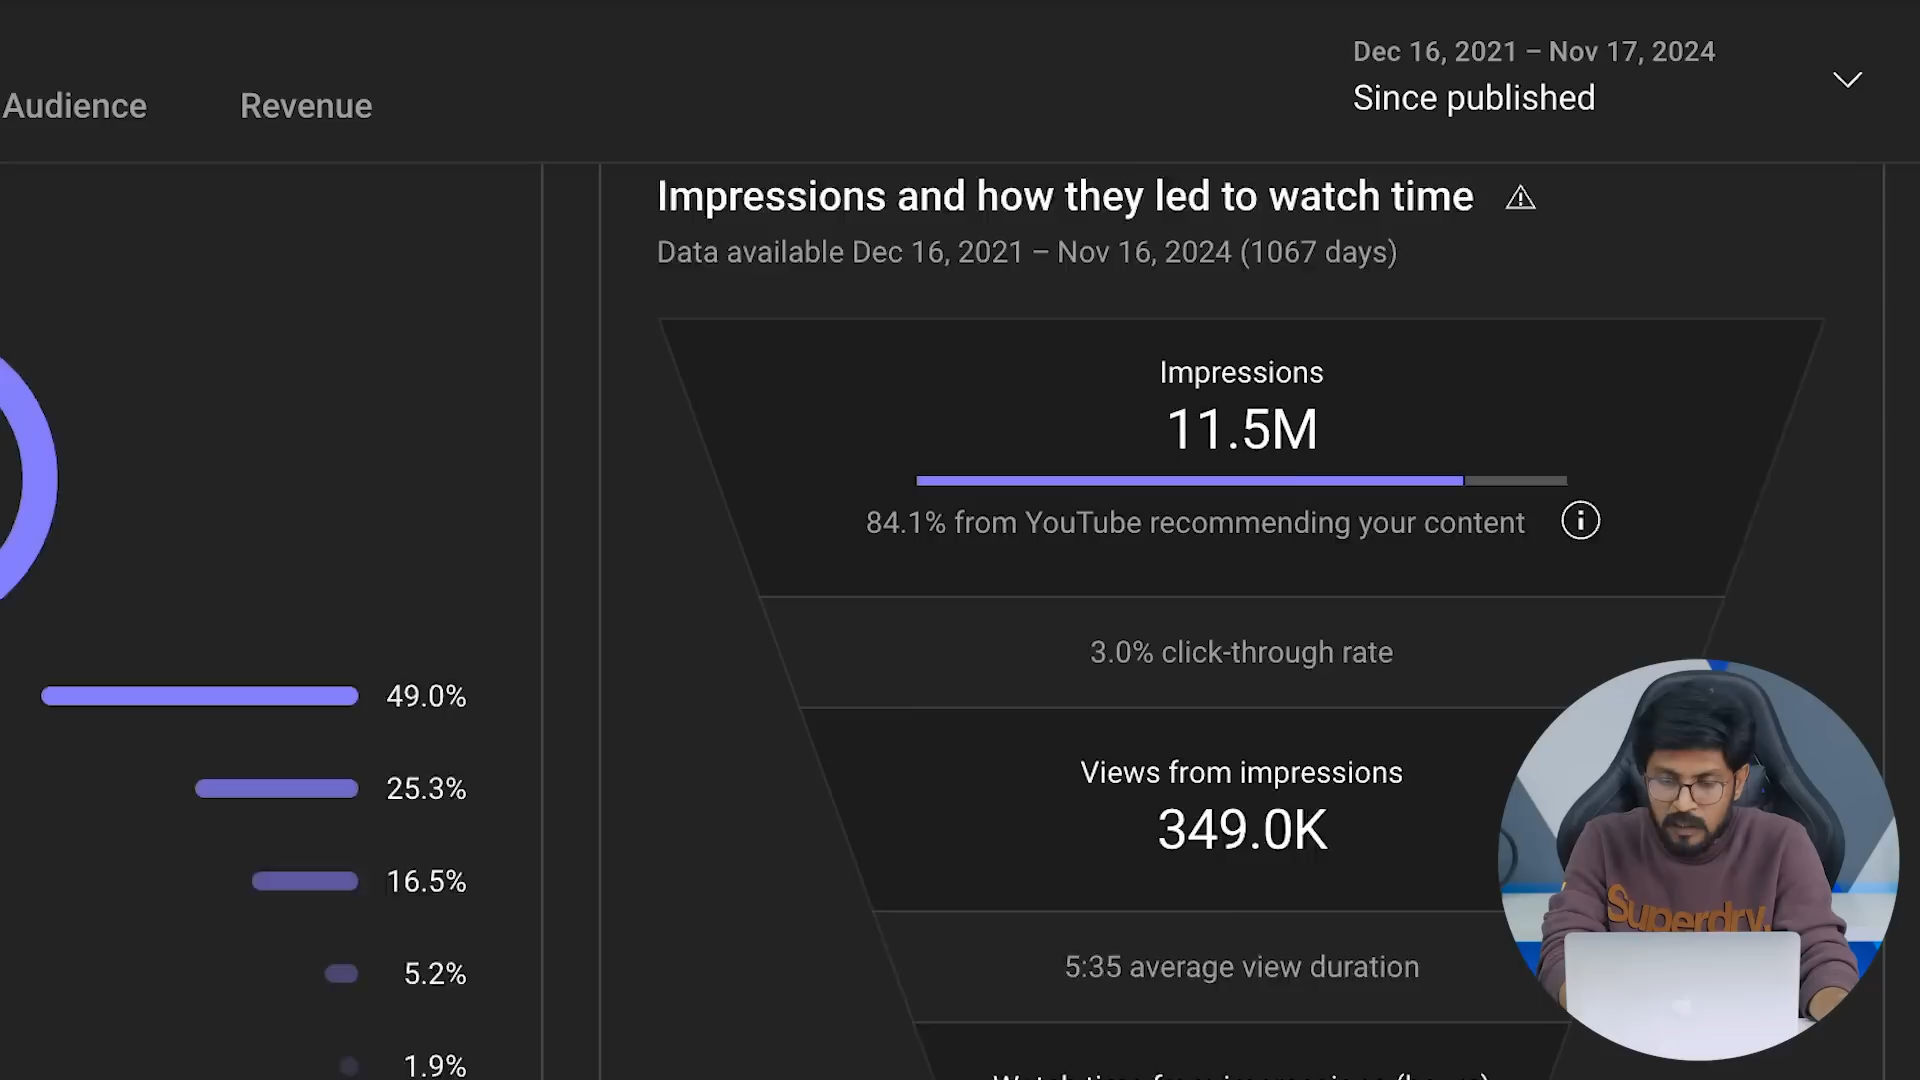 Dec 16, 2021 – Nov 17, 2024
Since published
Audience
Revenue
Impressions and how they led to watch time
Data available Dec 16, 2021 – Nov 16, 2024 (1067 days)
Impressions
11.5M
84.1% from YouTube recommending your content
3.0% click-through rate
Views from impressions
349.0K
5:35 average view duration
49.0%
25.3%
16.5%
5.2%
1.9%
Superdry.